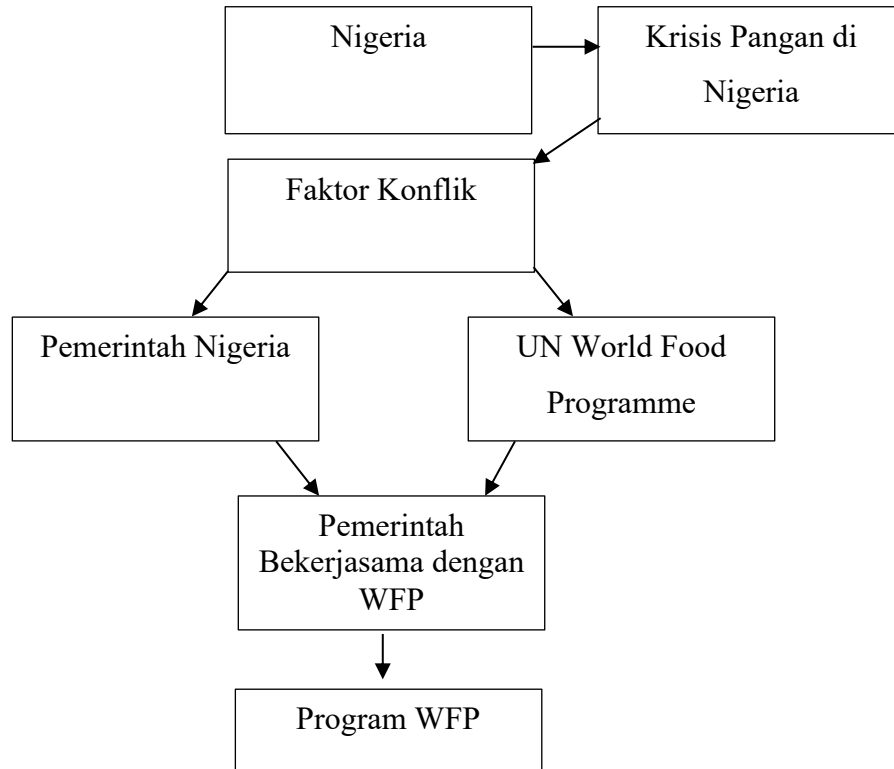 Nigeria
Krisis Pangan di
Nigeria
Faktor Konflik
Pemerintah Nigeria
UN World Food
Programme
Pemerintah
Bekerjasama dengan
WFP
Program WFP